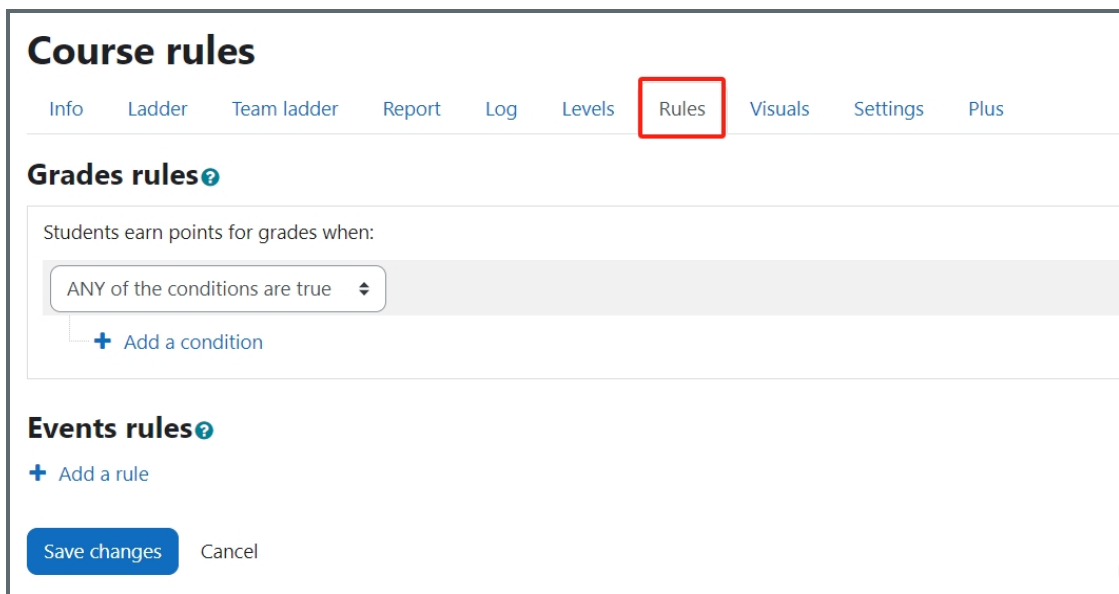 Course rules
Info Ladder Team ladder Report Log Levels Rules Visuals Settings Plus
Grades rules
Students earn points for grades when:
ANY of the conditions are true
Add a condition
Events rules
Add a rule
Save changes Cancel